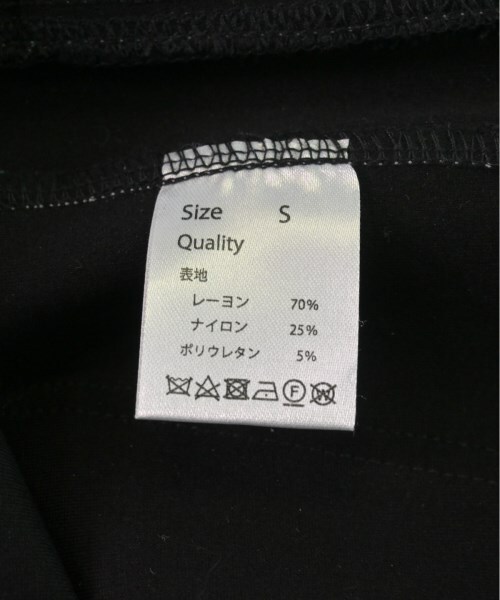 Size S
Quality
表地
レーヨン 70%
ナイロン 25%
ポリウレタン 5%
F W